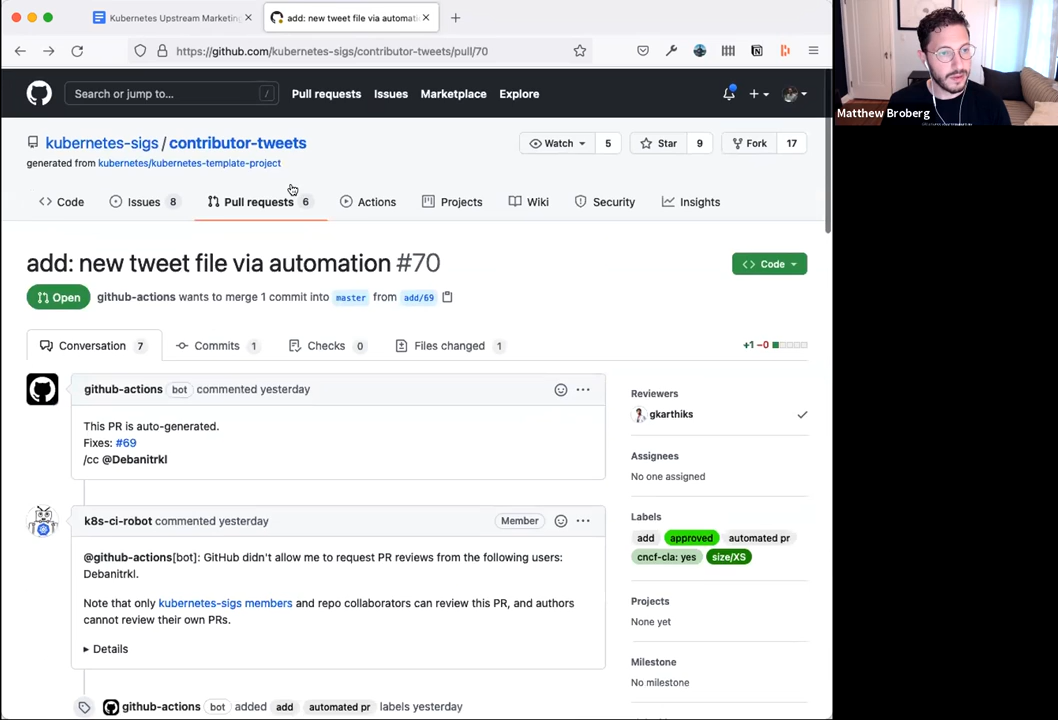 Kubernetes Upstream Marketing
add: new tweet file via automati
https://github.com/kubernetes-sigs/contributor-tweets/pull/70
Search or jump to...
/
Pull requests
Issues
Marketplace
Explore
Matthew Broberg
kubernetes-sigs / contributor-tweets
generated from kubernetes/kubernetes-template-project
Watch 5
Star 9
Fork 17
Code
Issues 8
Pull requests 6
Actions
Projects
Wiki
Security
Insights
add: new tweet file via automation #70
Code
Open
github-actions wants to merge 1 commit into master from add/69
Conversation 7
Commits 1
Checks 0
Files changed 1
+1 −0
github-actions bot commented yesterday
This PR is auto-generated.
Fixes: #69
/cc @Debanitrkl
k8s-ci-robot commented yesterday
Member
@github-actions[bot]: GitHub didn't allow me to request PR reviews from the following users:
Debanitrkl.
Note that only kubernetes-sigs members and repo collaborators can review this PR, and authors
cannot review their own PRs.
Details
github-actions bot added add automated pr labels yesterday
Reviewers
gkarthiks
Assignees
No one assigned
Labels
add approved automated pr
cncf-cla: yes size/XS
Projects
None yet
Milestone
No milestone